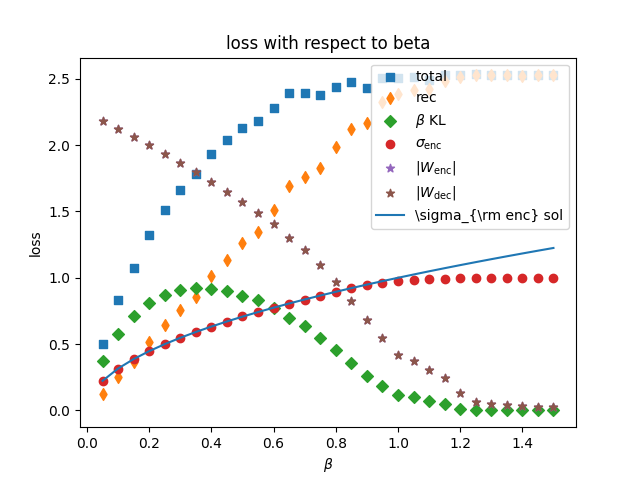 loss with respect to beta
total
rec
β KL
σ_enc
|W_enc|
|W_dec|
\sigma_{\rm enc} sol
loss
2.5
2.0
1.5
1.0
0.5
0.0
0.0 0.2 0.4 0.6 0.8 1.0 1.2 1.4
β